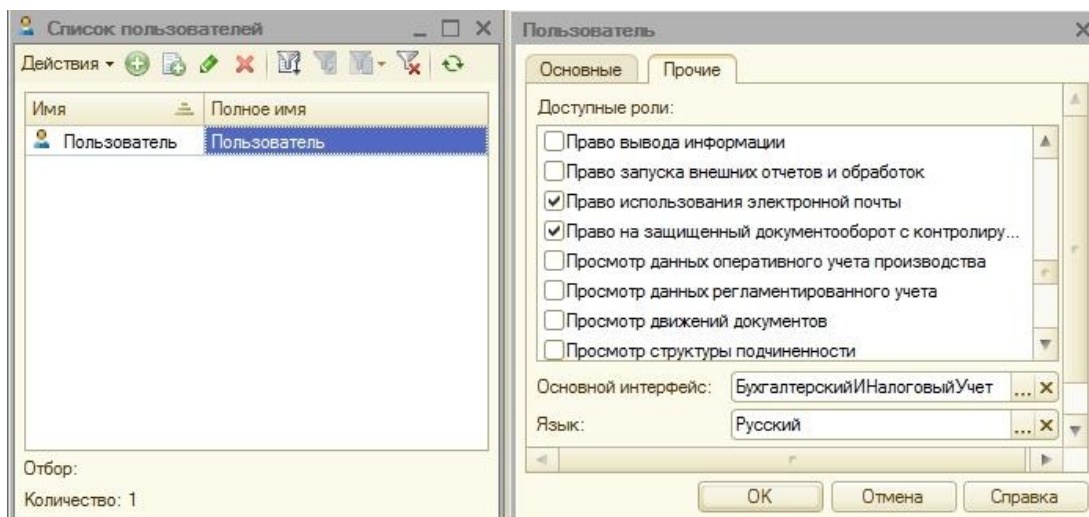 Список пользователей
Действия
Имя
Полное имя
Пользователь
Пользователь
Отбор:
Количество: 1
Пользователь
Основные
Прочие
Доступные роли:
Право вывода информации
Право запуска внешних отчетов и обработок
Право использования электронной почты
Право на защищенный документооборот с контролиру...
Просмотр данных оперативного учета производства
Просмотр данных регламентированного учета
Просмотр движений документов
Просмотр структуры подчиненности
Основной интерфейс:
БухгалтерскийИНалоговыйУчет
...
Язык:
Русский
...
OK
Отмена
Справка